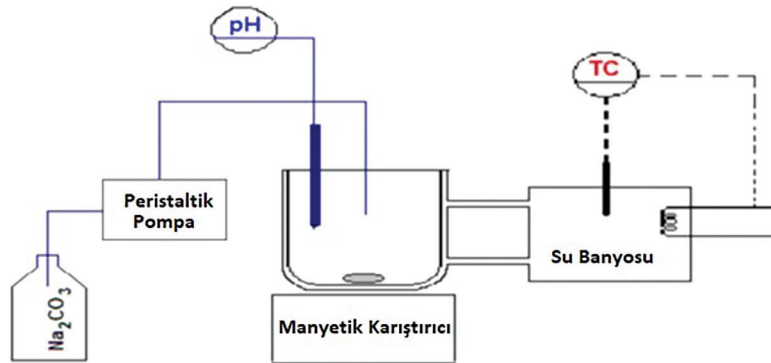 pH
TC
Peristaltik
Pompa
Su Banyosu
Na2CO3
Manyetik Karıştırıcı